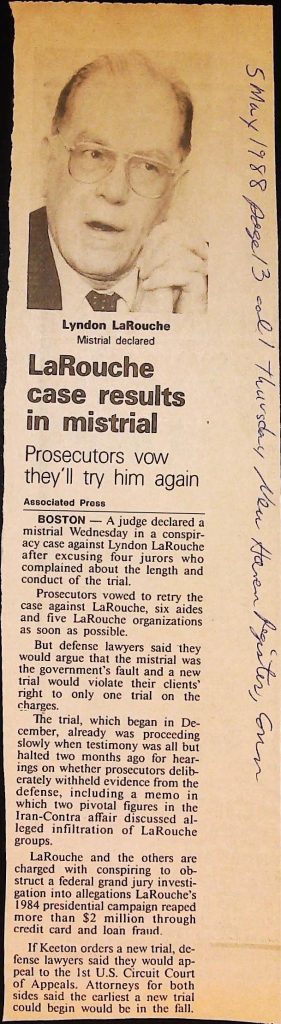 Lyndon LaRouche
Mistrial declared
LaRouche
case results
in mistrial
Prosecutors vow
they'll try him again
Associated Press
BOSTON — A judge declared a
mistrial Wednesday in a conspir-
acy case against Lyndon LaRouche
after excusing four jurors who
complained about the length and
conduct of the trial.
Prosecutors vowed to retry the
case against LaRouche, six aides
and five LaRouche organizations
as soon as possible.
But defense lawyers said they
would argue that the mistrial was
the government's fault and a new
trial would violate their clients'
right to only one trial on the
charges.
The trial, which began in De-
cember, already was proceeding
slowly when testimony was all but
halted two months ago for hear-
ings on whether prosecutors delib-
erately withheld evidence from the
defense, including a memo in
which two pivotal figures in the
Iran-Contra affair discussed al-
leged infiltration of LaRouche
groups.
LaRouche and the others are
charged with conspiring to ob-
struct a federal grand jury investi-
gation into allegations LaRouche's
1984 presidential campaign reaped
more than $2 million through
credit card and loan fraud.
If Keeton orders a new trial, de-
fense lawyers said they would ap-
peal to the 1st U.S. Circuit Court
of Appeals. Attorneys for both
sides said the earliest a new trial
could begin would be in the fall.
5 May 1988 page 13 col 1 Thursday New Haven Register, Conn